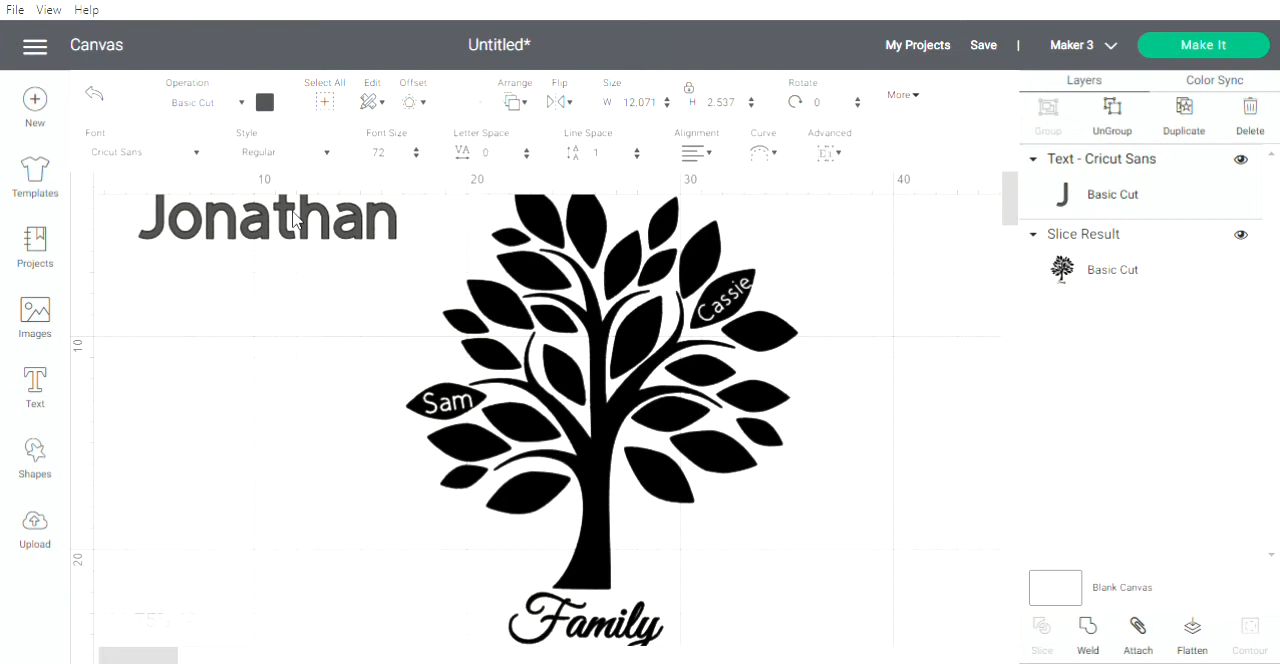 File View Help
Canvas Untitled* My Projects Save | Maker 3 Make It
Operation Select All Edit Offset Arrange Flip Size Rotate
Basic Cut W 12.071 H 2.537 0 More
Font Style Font Size Letter Space Line Space Alignment Curve Advanced
Cricut Sans Regular 72 VA 0 1
New
Templates
Projects
Images
Text
Shapes
Upload
10 20 30 40
10
20
Jonathan
Cassie
Sam
Family
Layers Color Sync
Group UnGroup Duplicate Delete
Text - Cricut Sans
J Basic Cut
Slice Result
Basic Cut
Blank Canvas
Slice Weld Attach Flatten Contour